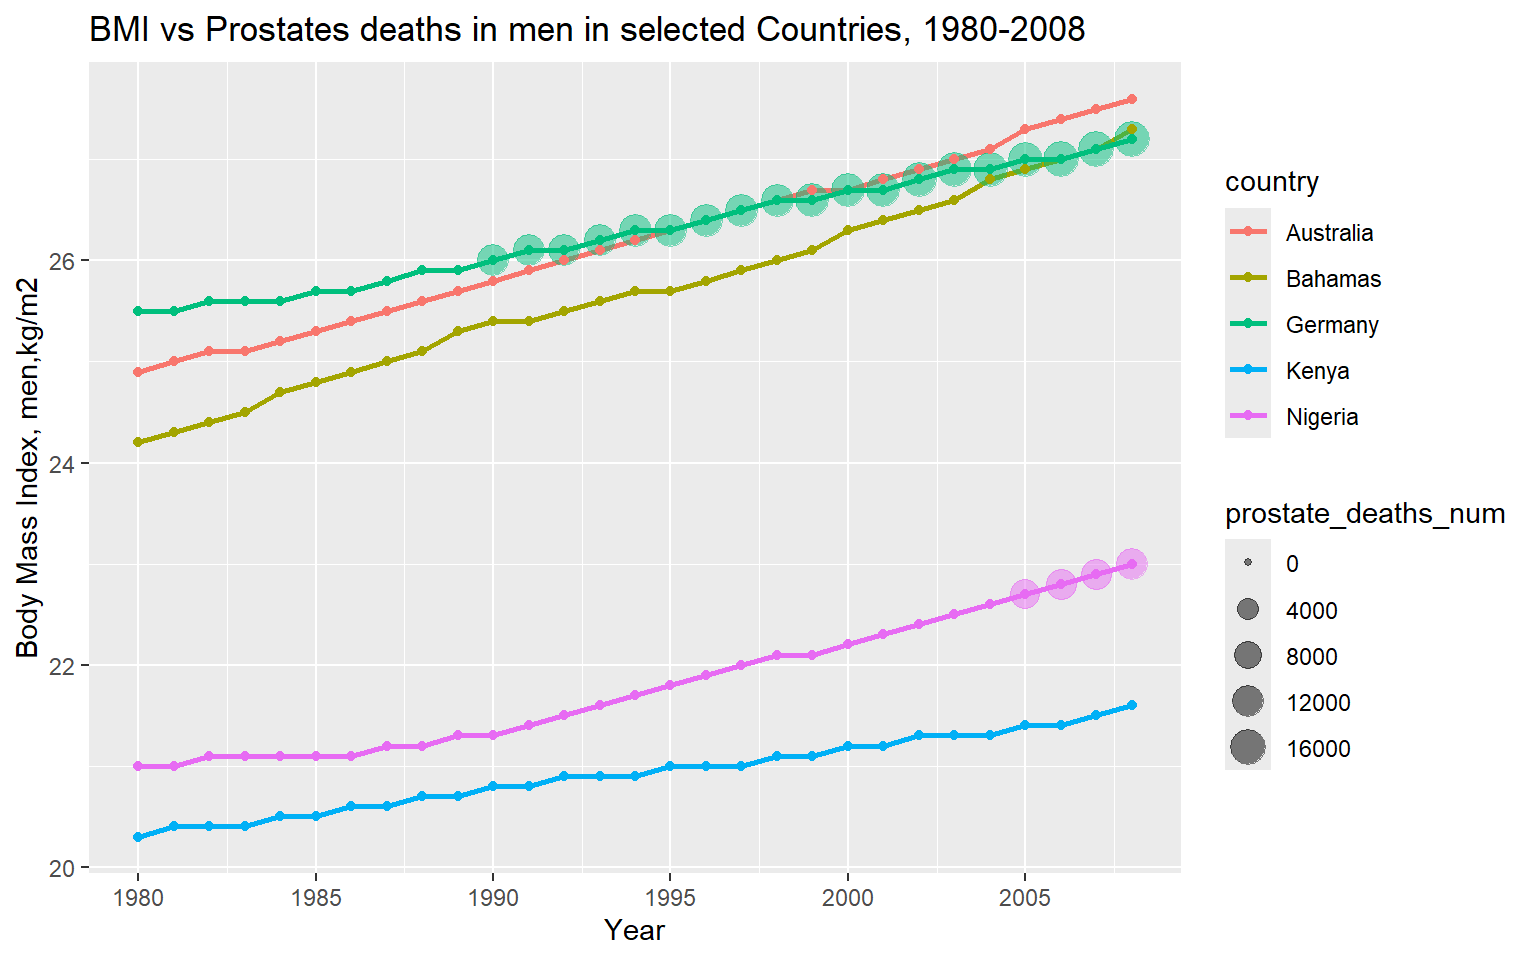 BMI vs Prostates deaths in men in selected Countries, 1980-2008
Body Mass Index, men,kg/m2
26
24
22
20
1980 1985 1990 1995 2000 2005
Year
country
Australia
Bahamas
Germany
Kenya
Nigeria
prostate_deaths_num
0
4000
8000
12000
16000